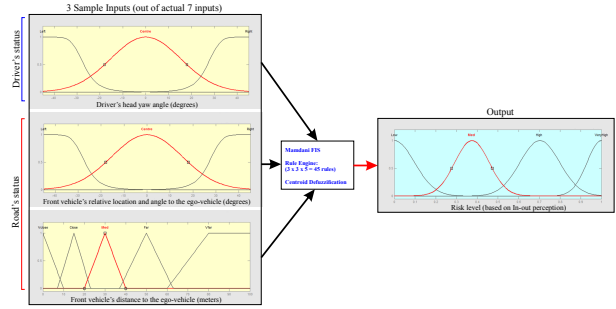 3 Sample Inputs (out of actual 7 inputs)
Driver's status
Left
Centre
Right
Driver's head yaw angle (degrees)
Road's status
Left
Centre
Right
Front vehicle's relative location and angle to the ego-vehicle (degrees)
Close
Med
Far
Vfar
Front vehicle's distance to the ego-vehicle (meters)
Mamdani FIS
Rule Engine:
(3 x 3 x 5 = 45 rules)
Centroid Defuzzification
Output
Low
Med
High
VeryHigh
Risk level (based on In-out perception)